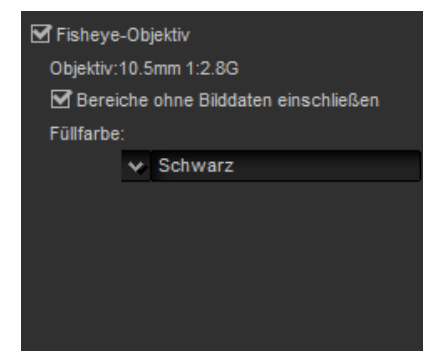 Fisheye-Objektiv
Objektiv:10.5mm 1:2.8G
Bereiche ohne Bilddaten einschließen
Füllfarbe:
Schwarz